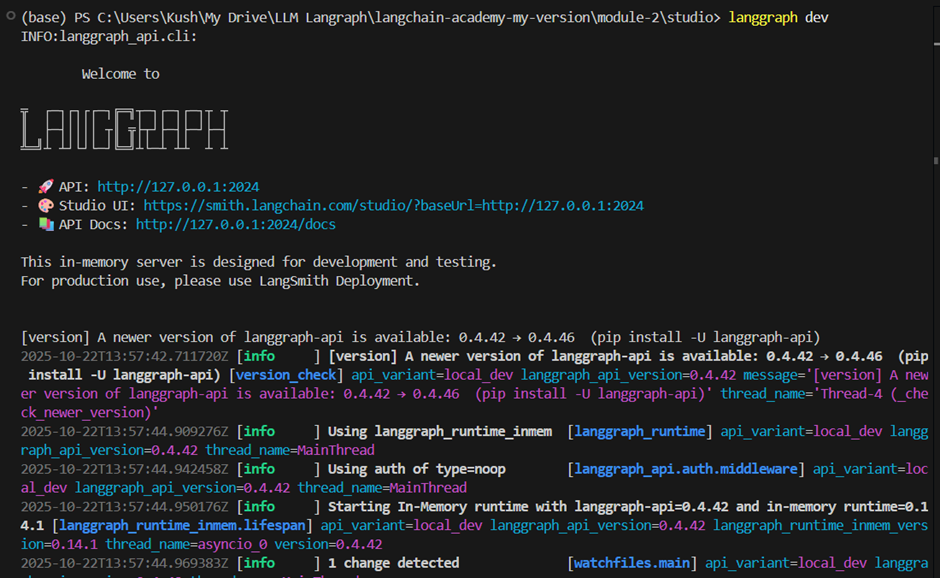 (base) PS C:\Users\Kush\My Drive\LLM Langraph\langchain-academy-my-version\module-2\studio> langgraph dev
INFO:langgraph_api.cli:
Welcome to
LANGGRAPH
- 🚀 API: http://127.0.0.1:2024
- 🎨 Studio UI: https://smith.langchain.com/studio/?baseUrl=http://127.0.0.1:2024
- 📚 API Docs: http://127.0.0.1:2024/docs
This in-memory server is designed for development and testing.
For production use, please use LangSmith Deployment.
[version] A newer version of langgraph-api is available: 0.4.42 → 0.4.46  (pip install -U langgraph-api)
2025-10-22T13:57:42.711720Z [info     ] [version] A newer version of langgraph-api is available: 0.4.42 → 0.4.46  (pip
install -U langgraph-api) [version_check] api_variant=local_dev langgraph_api_version=0.4.42 message='[version] A new
er version of langgraph-api is available: 0.4.42 → 0.4.46  (pip install -U langgraph-api)' thread_name='Thread-4 (_che
ck_newer_version)'
2025-10-22T13:57:44.909276Z [info     ] Using langgraph_runtime_inmem  [langgraph_runtime] api_variant=local_dev langg
raph_api_version=0.4.42 thread_name=MainThread
2025-10-22T13:57:44.942458Z [info     ] Using auth of type=noop        [langgraph_api.auth.middleware] api_variant=loc
al_dev langgraph_api_version=0.4.42 thread_name=MainThread
2025-10-22T13:57:44.950176Z [info     ] Starting In-Memory runtime with langgraph-api=0.4.42 and in-memory runtime=0.1
4.1 [langgraph_runtime_inmem.lifespan] api_variant=local_dev langgraph_api_version=0.4.42 langgraph_runtime_inmem_vers
ion=0.14.1 thread_name=asyncio_0 version=0.4.42
2025-10-22T13:57:44.969383Z [info     ] 1 change detected              [watchfiles.main] api_variant=local_dev langgra